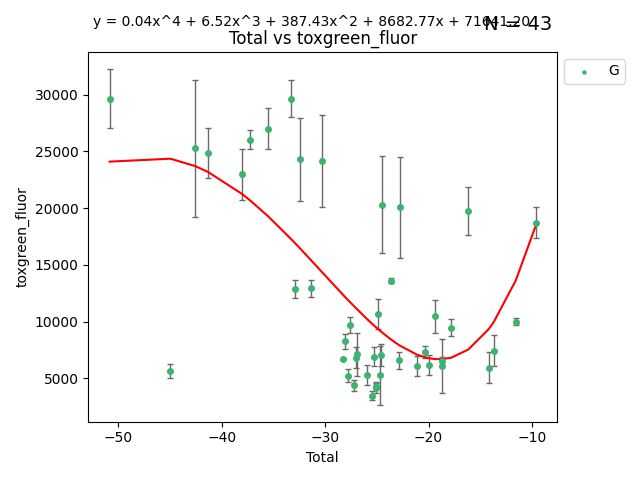 y = 0.04x^4 + 6.52x^3 + 387.43x^2 + 8682.77x + 71641.20
N = 43
Total vs toxgreen_fluor
G
30000
25000
20000
15000
10000
5000
toxgreen_fluor
−50 −40 −30 −20 −10
Total